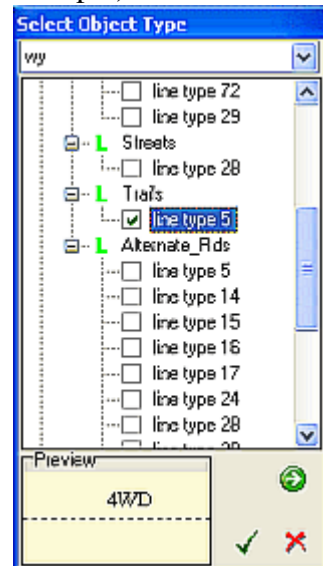 Select Object Type
wy
line type 72
line type 29
L Streets
line type 28
L Trails
line type 5
L Alternate_Rds
line type 5
line type 14
line type 15
line type 16
line type 17
line type 24
line type 28
Preview
4WD